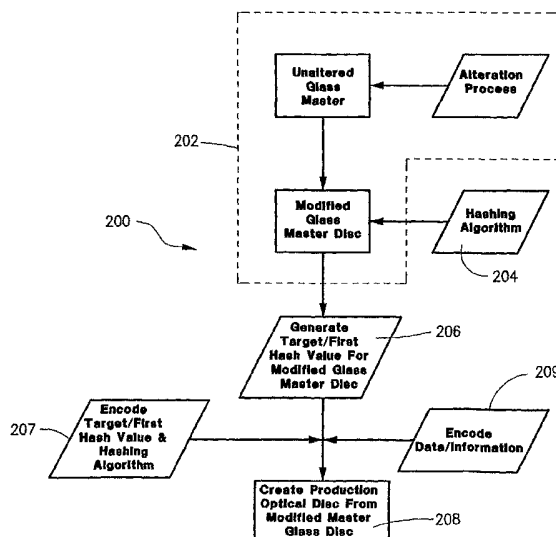 Unaltered
Glass
Master
Alteration
Process
202
Modified
Glass
Master Disc
Hashing
Algorithm
200
204
Generate
Target/First
Hash Value For
Modified Glass
Master Disc
206
209
Encode
Target/First
Hash Value &
Hashing
Algorithm
207
Encode
Data/Information
Create Production
Optical Disc From
Modified Master
Glass Disc
208